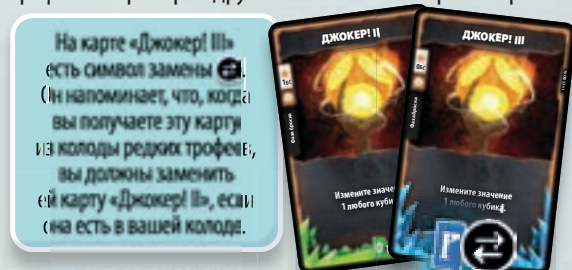 На карте «Джокер! III»
есть символ замены
Он напоминает, что, когда
вы получаете эту карту
из колоды редких трофеев,
вы должны заменить
ей карту «Джокер! II», если
она есть в вашей колоде.
ДЖОКЕР! II
Измените
1 любого
ДЖОКЕР! III
Измените значение
1 любого кубика.